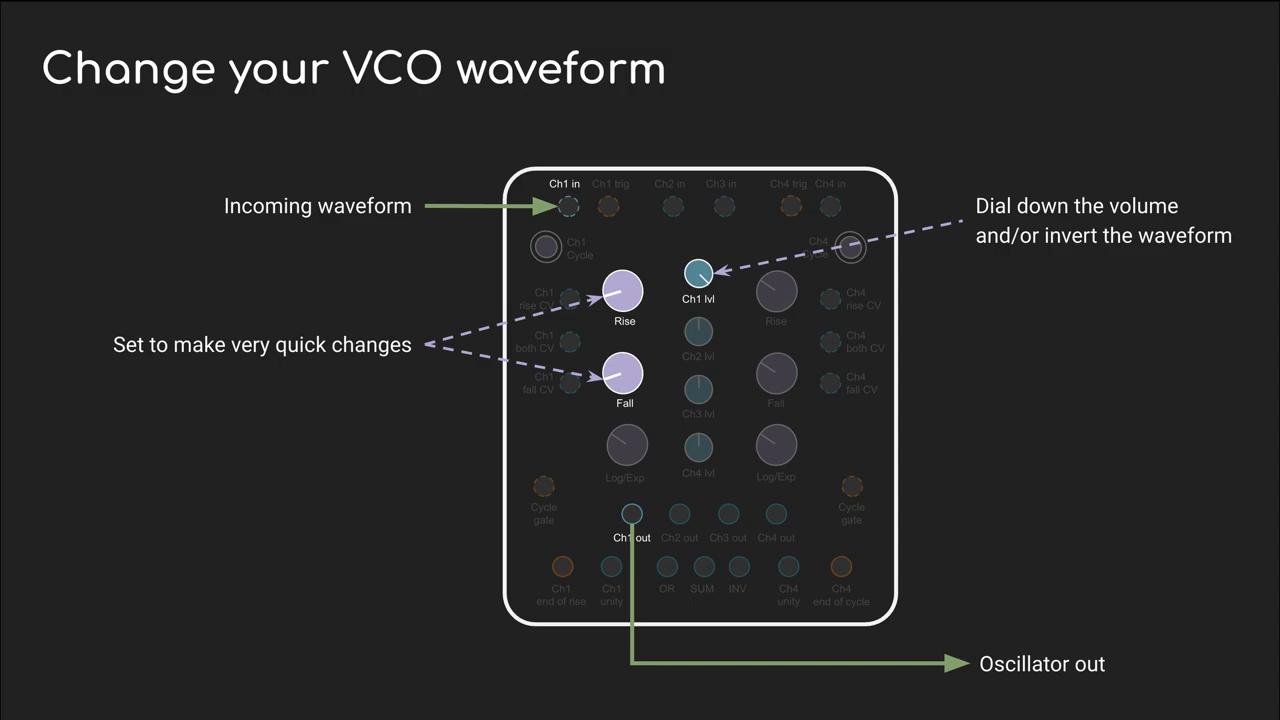 Change your VCO waveform
Ch1 in
Ch1 trig
Ch2 in
Ch3 in
Ch4 trig
Ch4 in
Incoming waveform
Dial down the volume
and/or invert the waveform
Ch1
Cycle
Ch4
Cycle
Ch1 lvl
Ch1
rise CV
Rise
Rise
Ch4
rise CV
Set to make very quick changes
Ch1
both CV
Ch2 lvl
Ch4
both CV
Ch1
fall CV
Fall
Ch3 lvl
Fall
Ch4
fall CV
Log/Exp
Ch4 lvl
Log/Exp
Cycle
gate
Cycle
gate
Ch1 out
Ch2 out
Ch3 out
Ch4 out
Ch1
end of rise
Ch1
unity
OR
SUM
INV
Ch4
unity
Ch4
end of cycle
Oscillator out